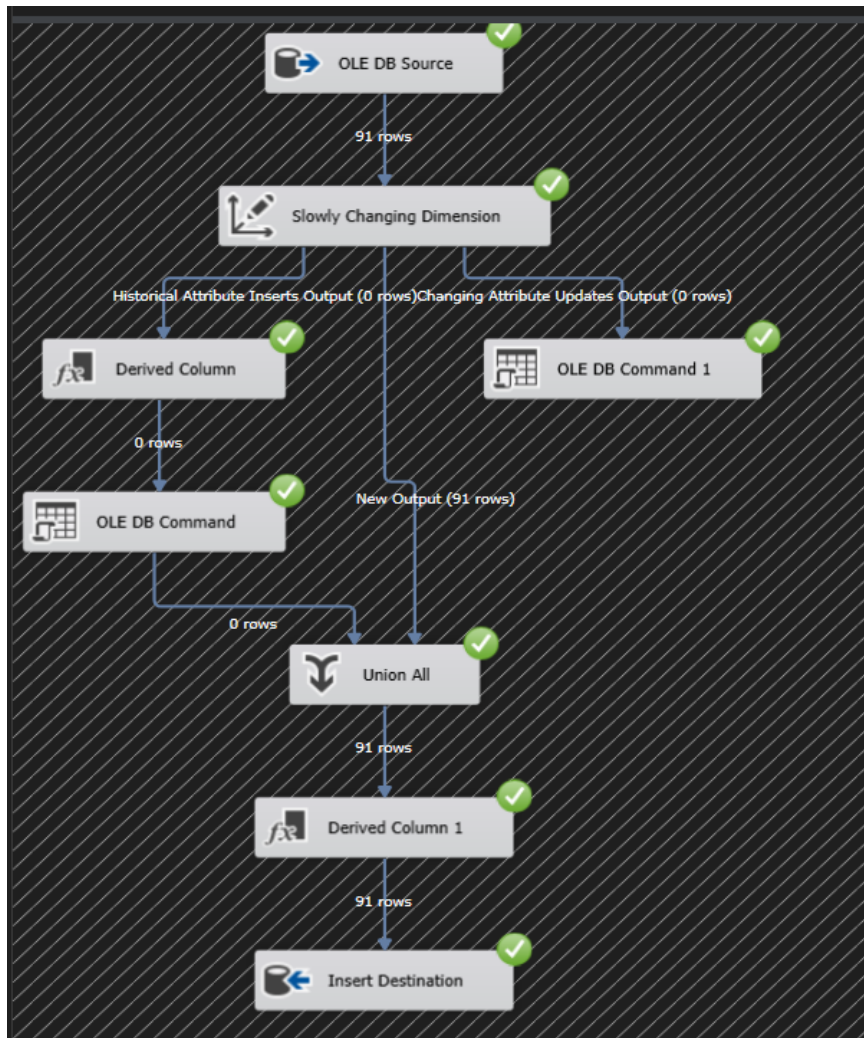 OLE DB Source
91 rows
Slowly Changing Dimension
Historical Attribute Inserts Output (0 rows)
Changing Attribute Updates Output (0 rows)
Derived Column
OLE DB Command 1
0 rows
New Output (91 rows)
OLE DB Command
0 rows
Union All
91 rows
Derived Column 1
91 rows
Insert Destination